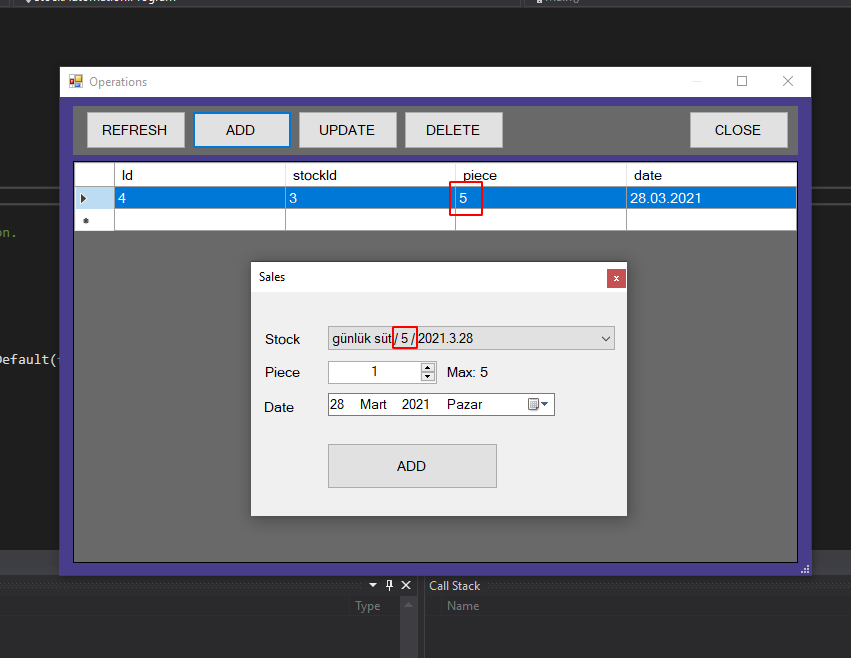 Operations
REFRESH ADD UPDATE DELETE CLOSE
Id stockId piece date
4 3 5 28.03.2021
on.
Sales
x
Stock günlük süt / 5 / 2021.3.28
Piece 1 Max: 5
Default(
Date 28 Mart 2021 Pazar
ADD
Call Stack
Type Name